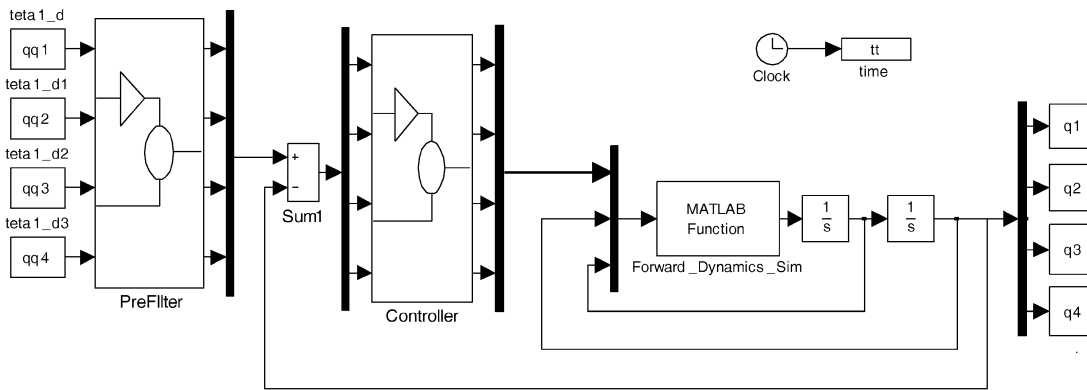 teta1_d
qq1
teta1_d1
qq2
teta1_d2
qq3
teta1_d3
qq4
PreFIlter
+
−
Sum1
Controller
MATLAB
Function
Forward_Dynamics_Sim
1
s
1
s
Clock
tt
time
q1
q2
q3
q4